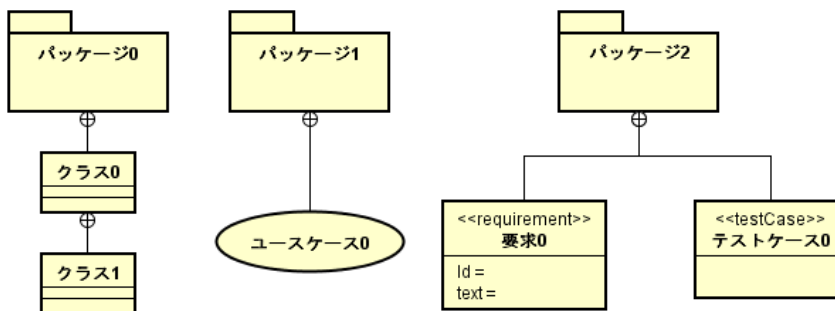 パッケージ0
パッケージ1
パッケージ2
クラス0
クラス1
ユースケース0
<<requirement>>
要求0
Id =
text =
<<testCase>>
テストケース0